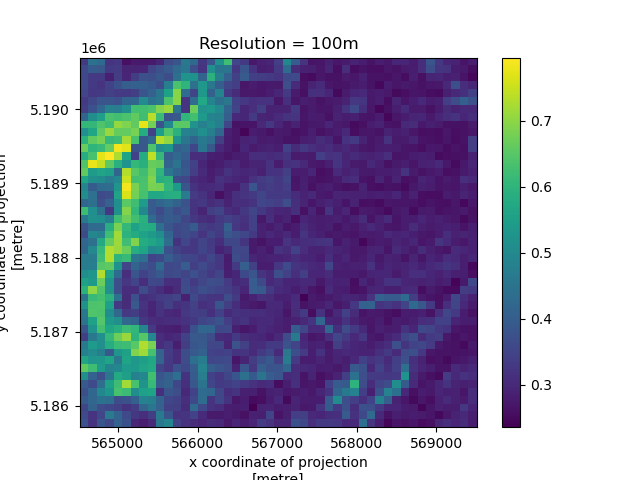 Resolution = 100m
1e6
5.190
5.189
5.188
5.187
5.186
y coordinate of projection
[metre]
565000 566000 567000 568000 569000
x coordinate of projection
[metre]
0.7
0.6
0.5
0.4
0.3